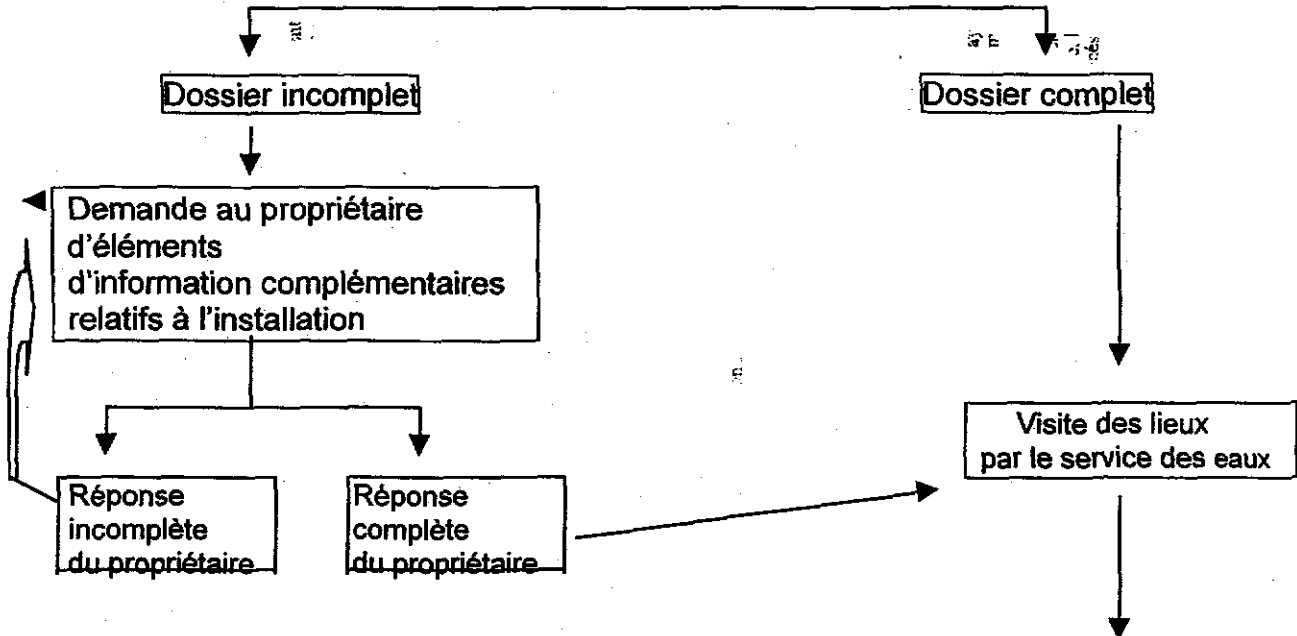 Dossier incomplet
Dossier complet
Demande au propriétaire
d'éléments
d'information complémentaires
relatifs à l'installation
Visite des lieux
par le service des eaux
Réponse
incomplète
du propriétaire
Réponse
complète
du propriétaire